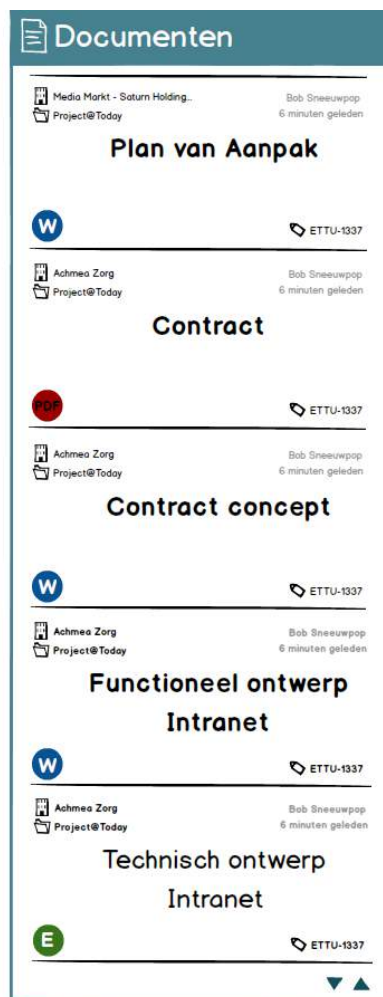 Documenten
Media Markt - Saturn Holding..
Bob Sneeuwpop
Project@Today
6 minuten geleden
Plan van Aanpak
W
ETTU-1337
Achmea Zorg
Bob Sneeuwpop
Project@Today
6 minuten geleden
Contract
PDF
ETTU-1337
Achmea Zorg
Bob Sneeuwpop
Project@Today
6 minuten geleden
Contract concept
W
ETTU-1337
Achmea Zorg
Bob Sneeuwpop
Project@Today
6 minuten geleden
Functioneel ontwerp
Intranet
W
ETTU-1337
Achmea Zorg
Bob Sneeuwpop
Project@Today
6 minuten geleden
Technisch ontwerp
Intranet
E
ETTU-1337